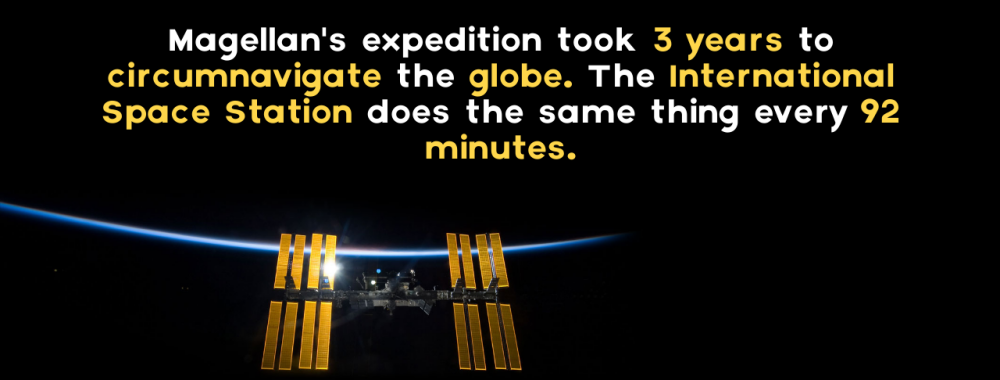 Magellan's expedition took 3 years to
circumnavigate the globe. The International
Space Station does the same thing every 92
minutes.